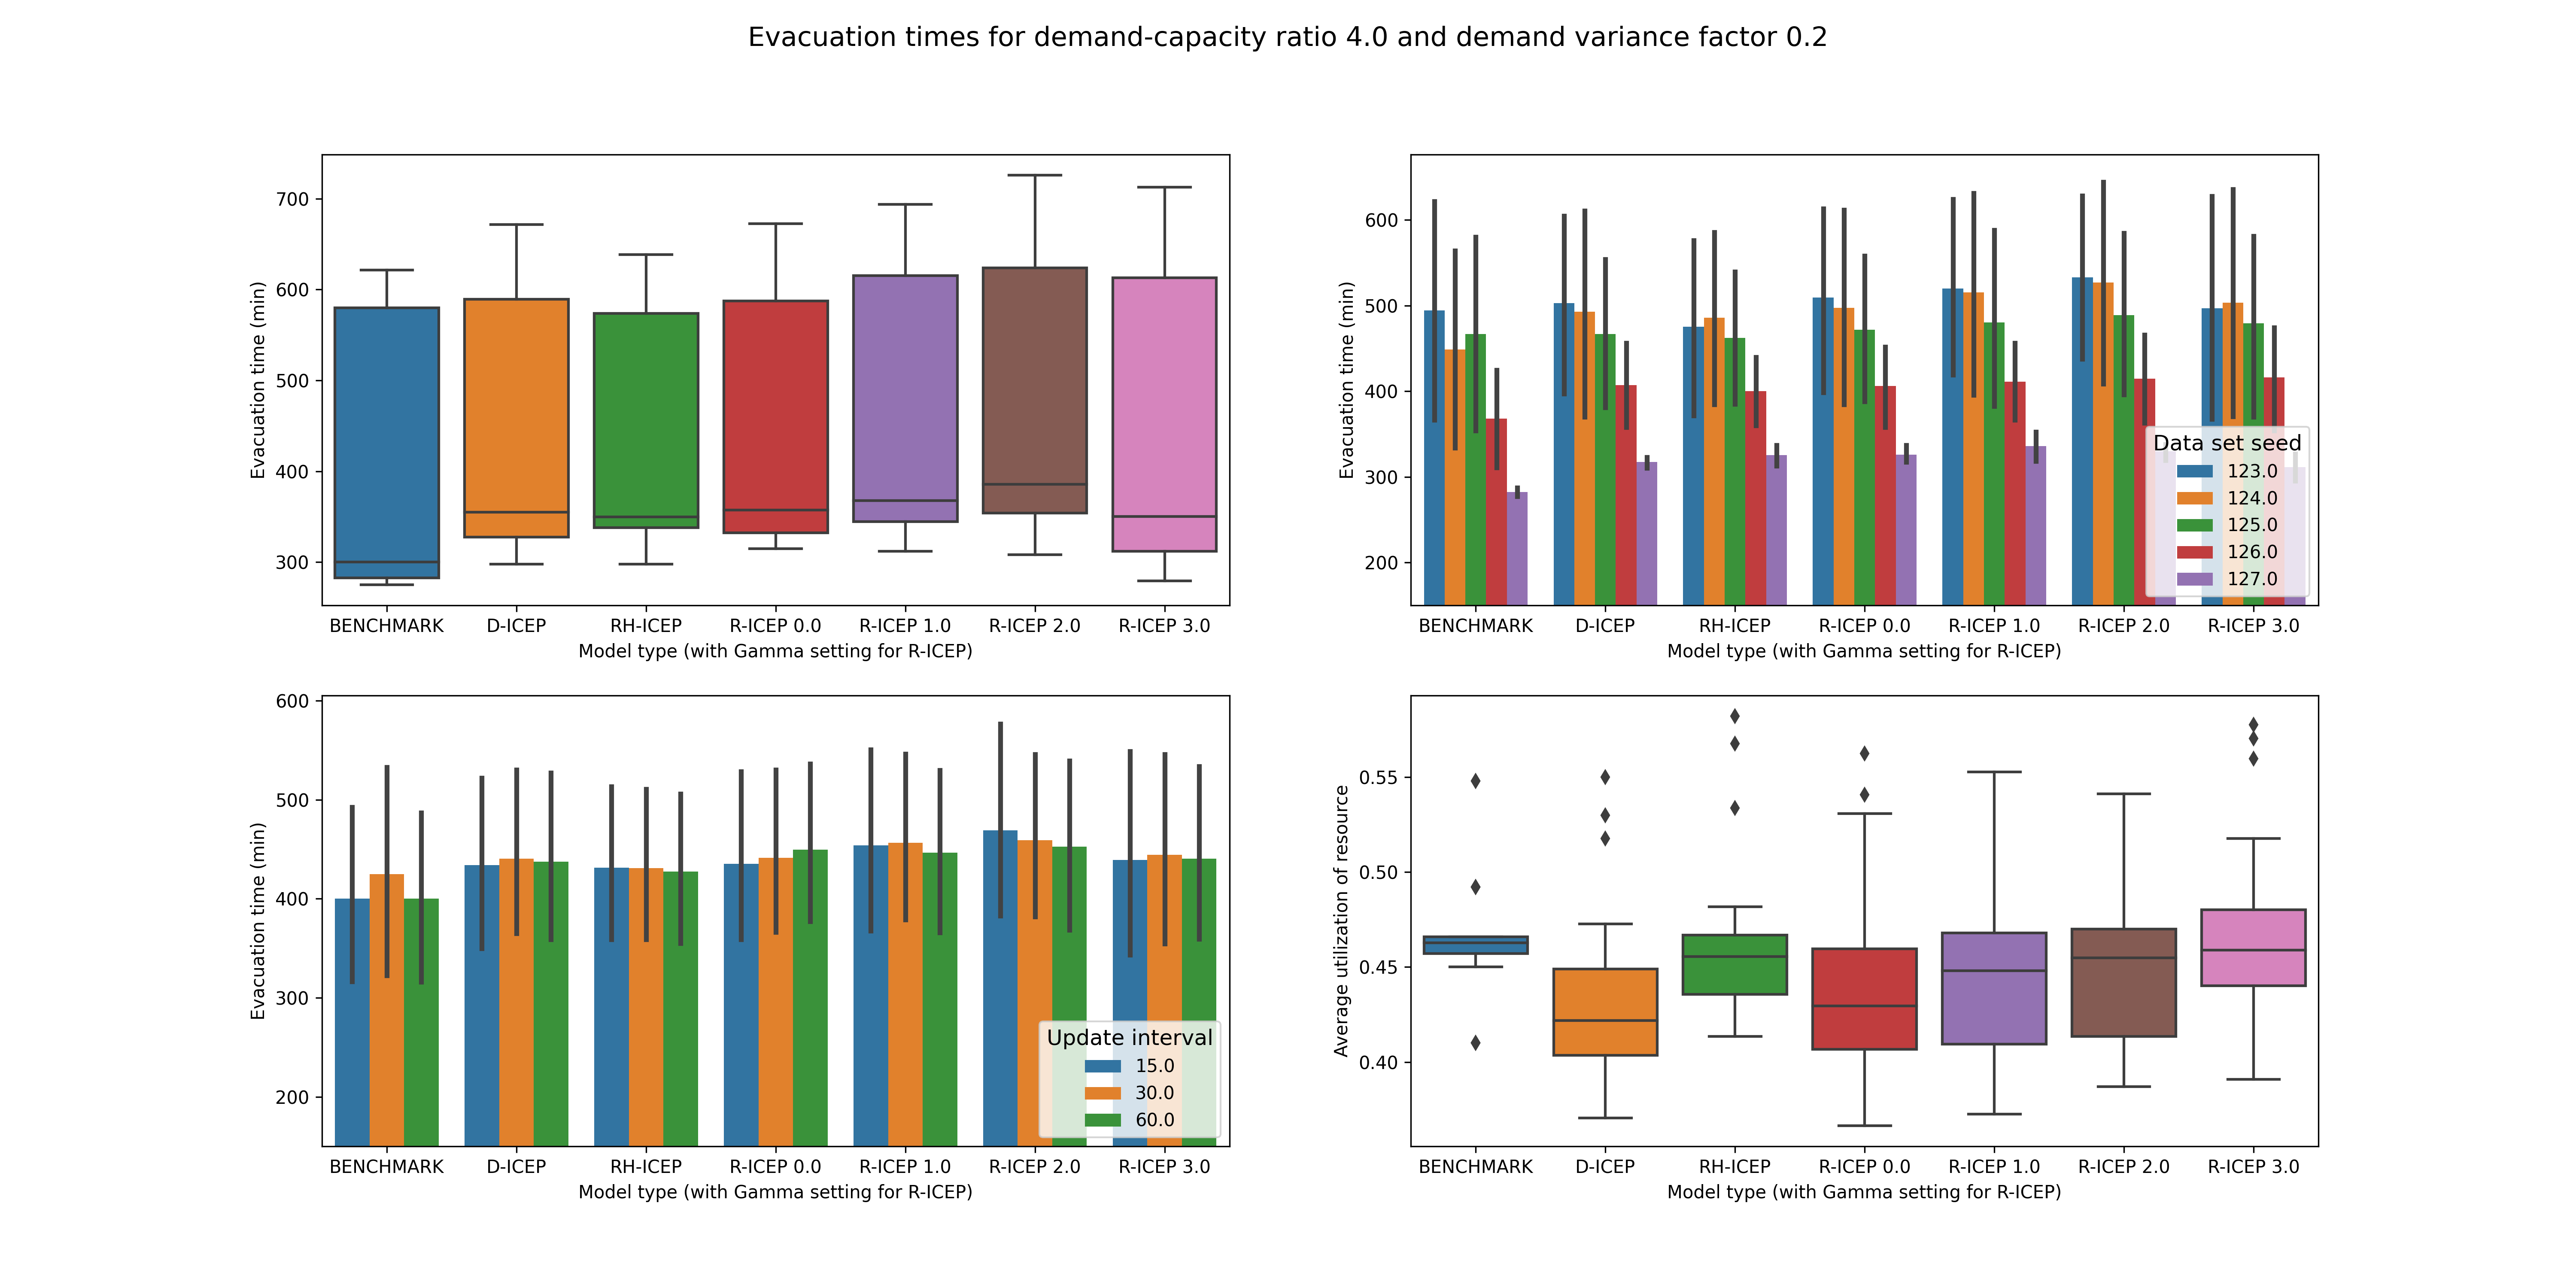 Evacuation times for demand-capacity ratio 4.0 and demand variance factor 0.2
Evacuation time (min)
700
600
500
400
300
BENCHMARK D-ICEP RH-ICEP R-ICEP 0.0 R-ICEP 1.0 R-ICEP 2.0 R-ICEP 3.0
Model type (with Gamma setting for R-ICEP)
Evacuation time (min)
600
500
400
300
200
Data set seed
123.0
124.0
125.0
126.0
127.0
BENCHMARK D-ICEP RH-ICEP R-ICEP 0.0 R-ICEP 1.0 R-ICEP 2.0 R-ICEP 3.0
Model type (with Gamma setting for R-ICEP)
Evacuation time (min)
600
500
400
300
200
Update interval
15.0
30.0
60.0
BENCHMARK D-ICEP RH-ICEP R-ICEP 0.0 R-ICEP 1.0 R-ICEP 2.0 R-ICEP 3.0
Model type (with Gamma setting for R-ICEP)
Average utilization of resource
0.55
0.50
0.45
0.40
BENCHMARK D-ICEP RH-ICEP R-ICEP 0.0 R-ICEP 1.0 R-ICEP 2.0 R-ICEP 3.0
Model type (with Gamma setting for R-ICEP)